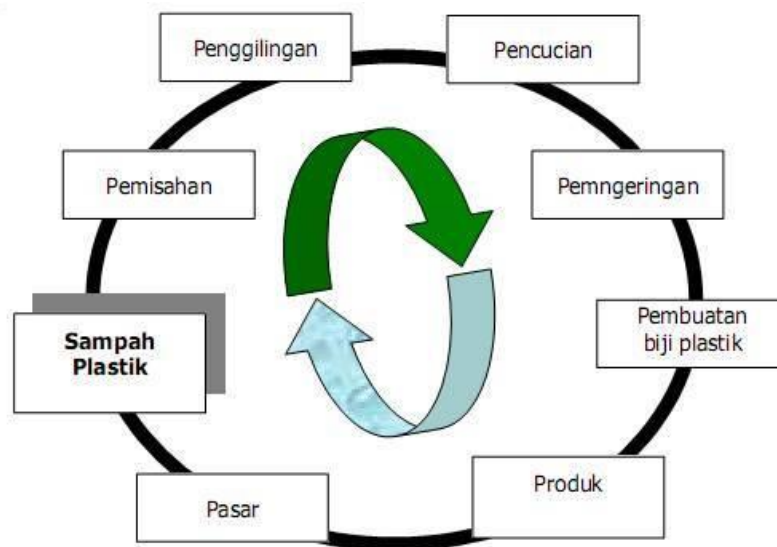 Penggilingan
Pencucian
Pemisahan
Pemngeringan
Sampah
Plastik
Pembuatan
biji plastik
Pasar
Produk